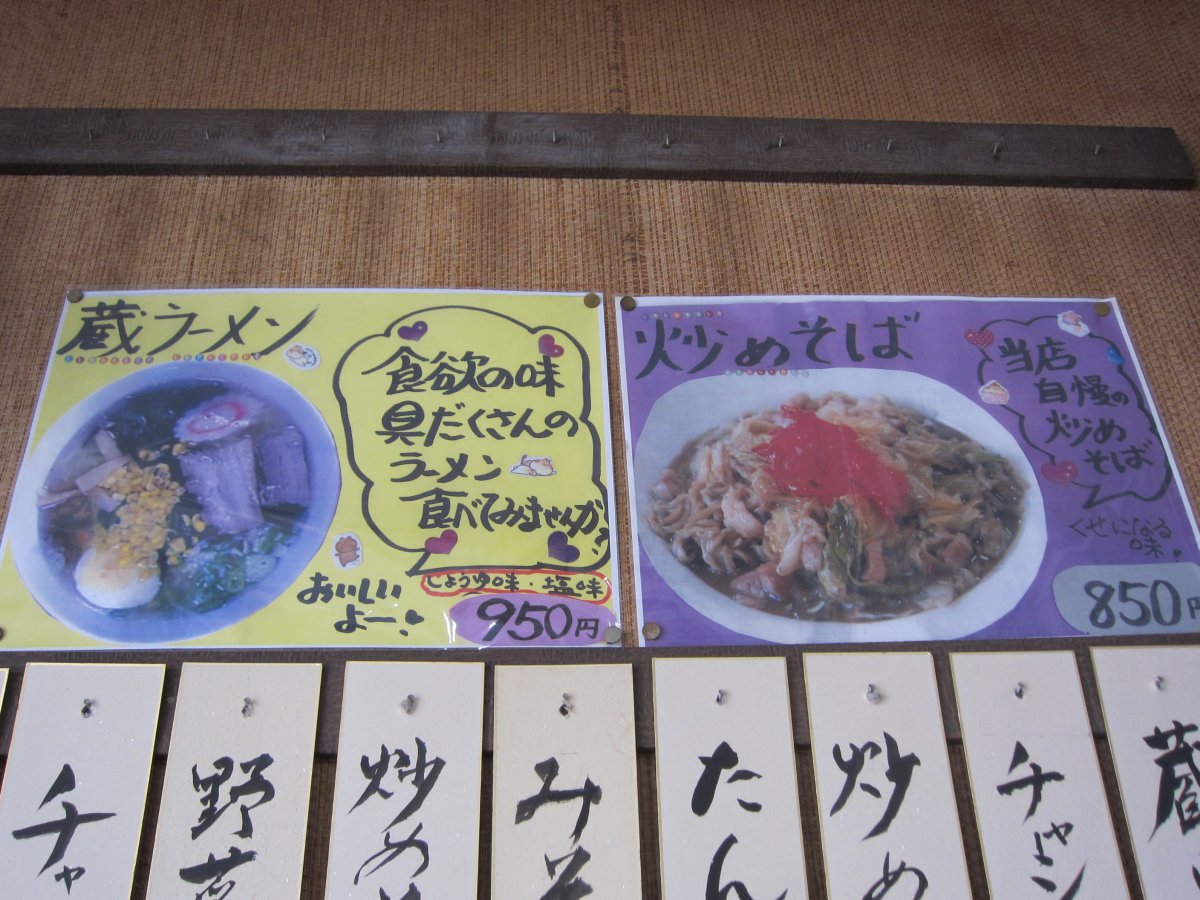 蔵ラーメン
食欲の味
具だくさんの
ラーメン
食べてみちゃんか?
おいしい
よー
しょうゆ味・塩味
950円
炒めそば
当店
自慢の
炒め
そば
くせになる
味
850円
チャ
野菜
炒め
みそ
たん
炒め
チャーシ
蔵